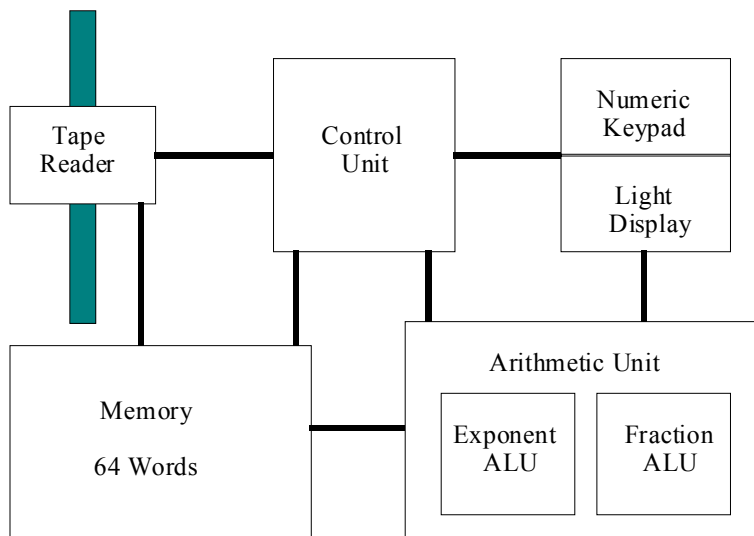 Tape
Reader
Control
Unit
Numeric
Keypad
Light
Display
Memory
64 Words
Arithmetic Unit
Exponent
ALU
Fraction
ALU